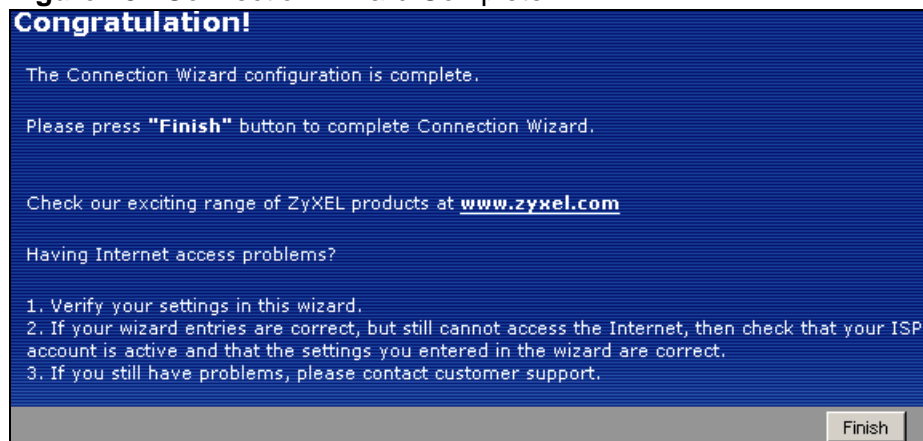 Congratulation!
The Connection Wizard configuration is complete.
Please press "Finish" button to complete Connection Wizard.
Check our exciting range of ZyXEL products at www.zyxel.com
Having Internet access problems?
1. Verify your settings in this wizard.
2. If your wizard entries are correct, but still cannot access the Internet, then check that your ISP
account is active and that the settings you entered in the wizard are correct.
3. If you still have problems, please contact customer support.
Finish